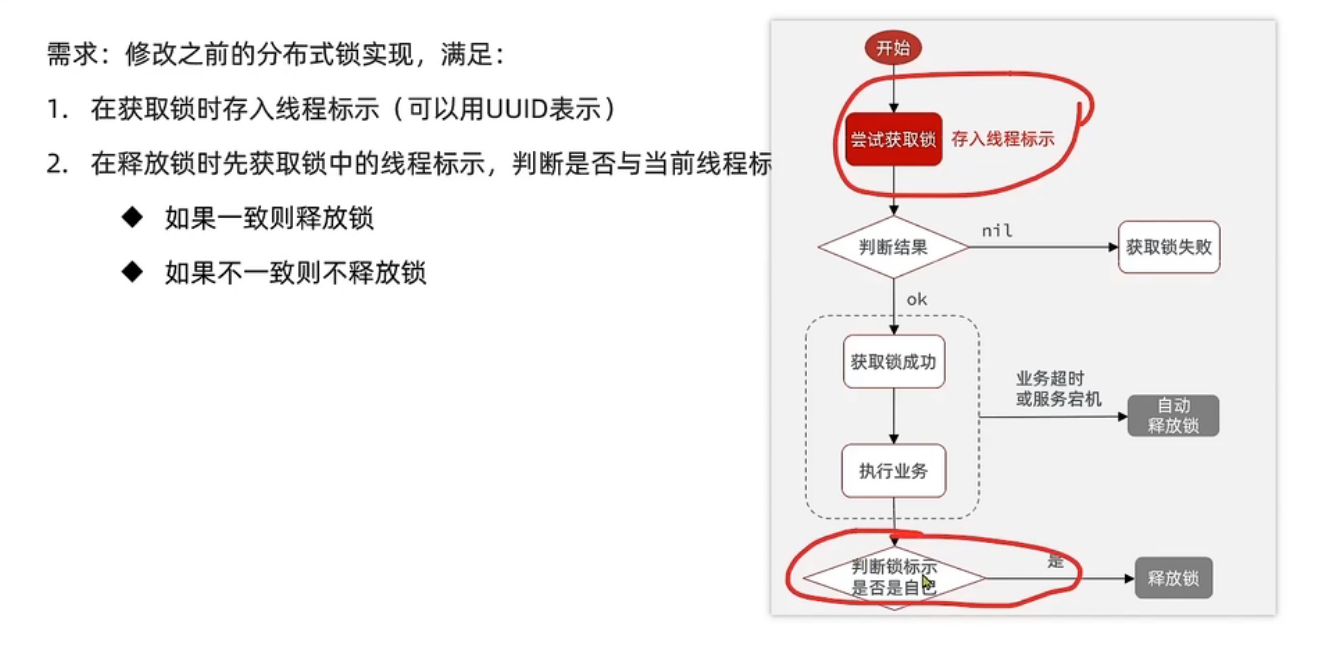 需求：修改之前的分布式锁实现，满足：
1. 在获取锁时存入线程标示（可以用UUID表示）
2. 在释放锁时先获取锁中的线程标示，判断是否与当前线程标
◆ 如果一致则释放锁
◆ 如果不一致则不释放锁
开始
尝试获取锁 存入线程标示
判断结果
nil
获取锁失败
ok
获取锁成功
业务超时
或服务宕机
自动
释放锁
执行业务
判断锁标示
是否是自己
是
释放锁